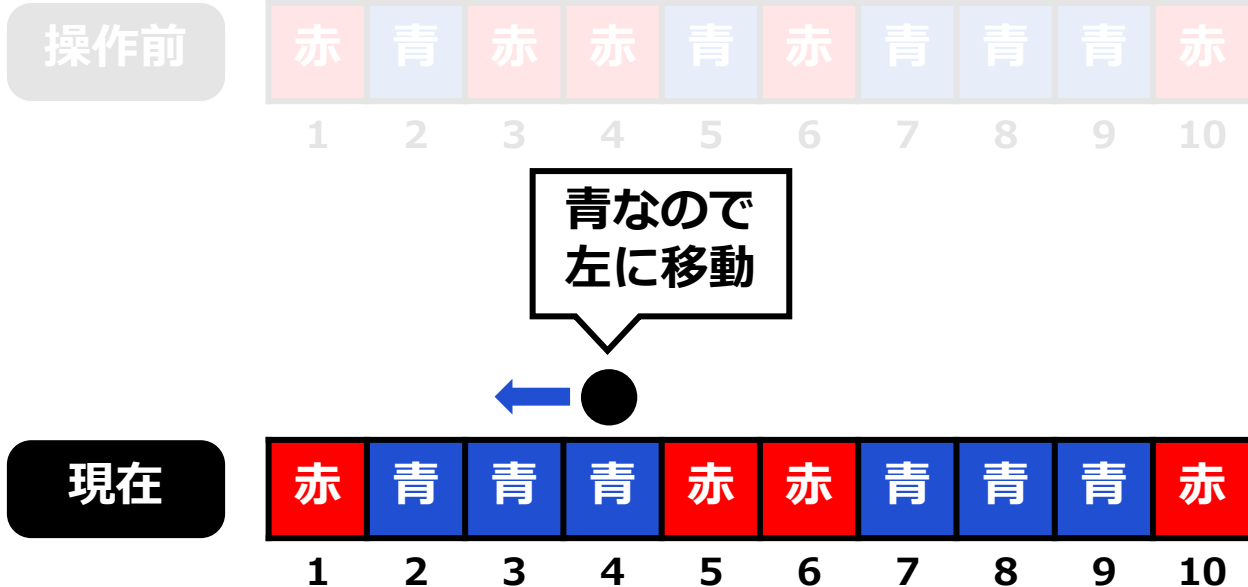 操作前 赤 青 赤 赤 青 赤 青 青 青 赤
1 2 3 4 5 6 7 8 9 10
青なので
左に移動
現在 赤 青 青 青 赤 赤 青 青 青 赤
1 2 3 4 5 6 7 8 9 10